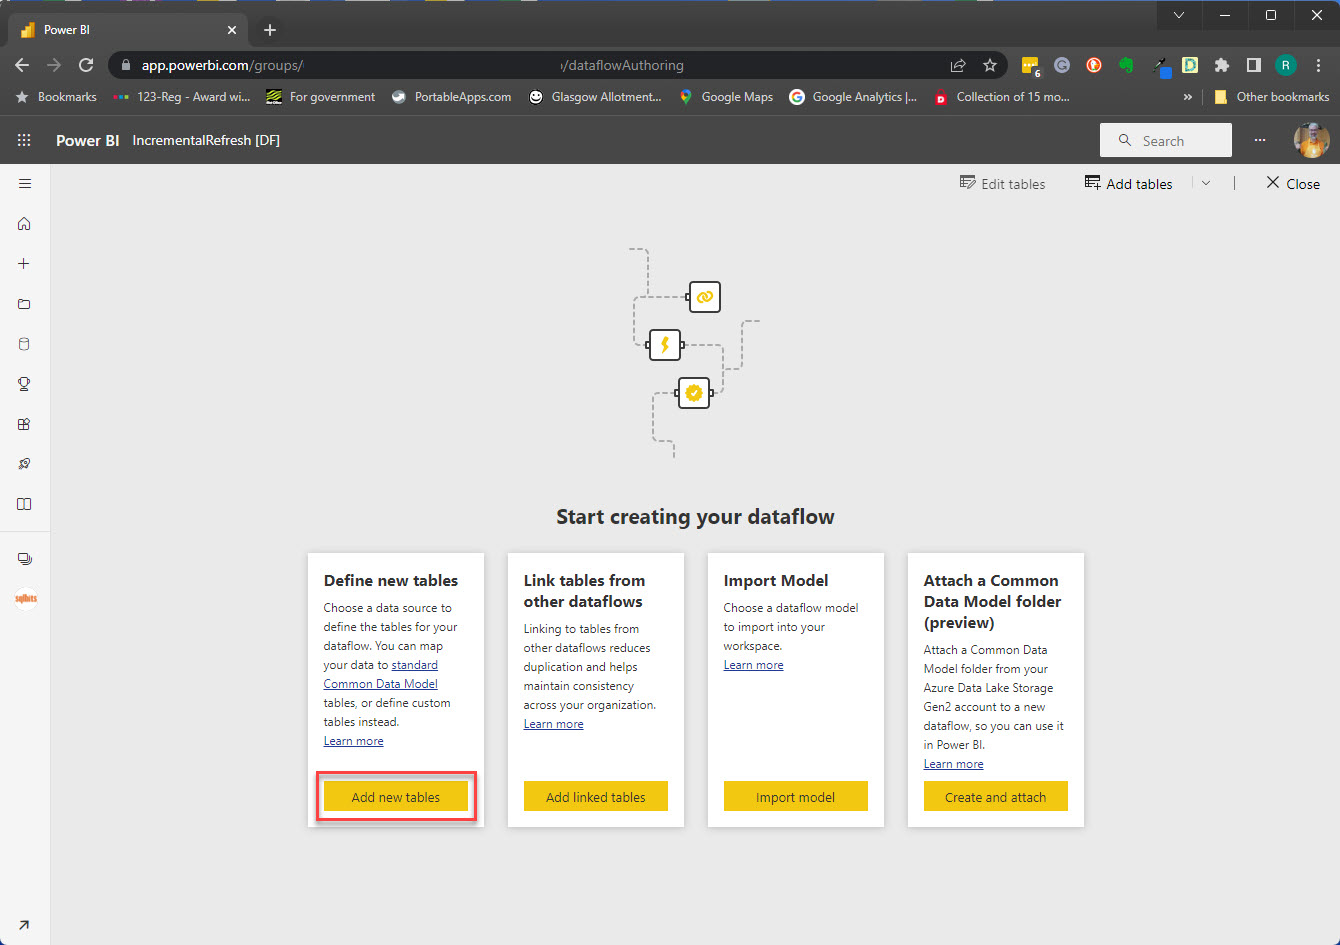 Power BI
app.powerbi.com/groups/ /dataflowAuthoring
6
R
Bookmarks
123-Reg - Award wi...
For government
PortableApps.com
Glasgow Allotment...
Google Maps
Google Analytics |...
Collection of 15 mo...
»
Other bookmarks
Power BI IncrementalRefresh [DF]
Search
Edit tables
Add tables
Close
sqlbits
Start creating your dataflow
Define new tables
Choose a data source to
define the tables for your
dataflow. You can map
your data to standard
Common Data Model
tables, or define custom
tables instead.
Learn more
Add new tables
Link tables from
other dataflows
Linking to tables from
other dataflows reduces
duplication and helps
maintain consistency
across your organization.
Learn more
Add linked tables
Import Model
Choose a dataflow model
to import into your
workspace.
Learn more
Import model
Attach a Common
Data Model folder
(preview)
Attach a Common Data
Model folder from your
Azure Data Lake Storage
Gen2 account to a new
dataflow, so you can use it
in Power BI.
Learn more
Create and attach